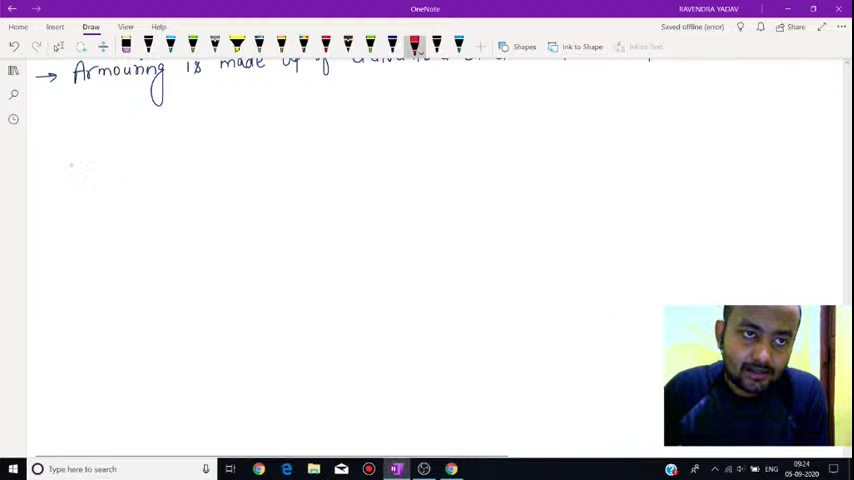 OneNote
RAVENDRA YADAV
Home Insert Draw View Help
Saved offline (error)
Share
Shapes
Ink to Shape
Ink to Text
→ Armouring is made up of
Type here to search
ENG
09:24
05-09-2020